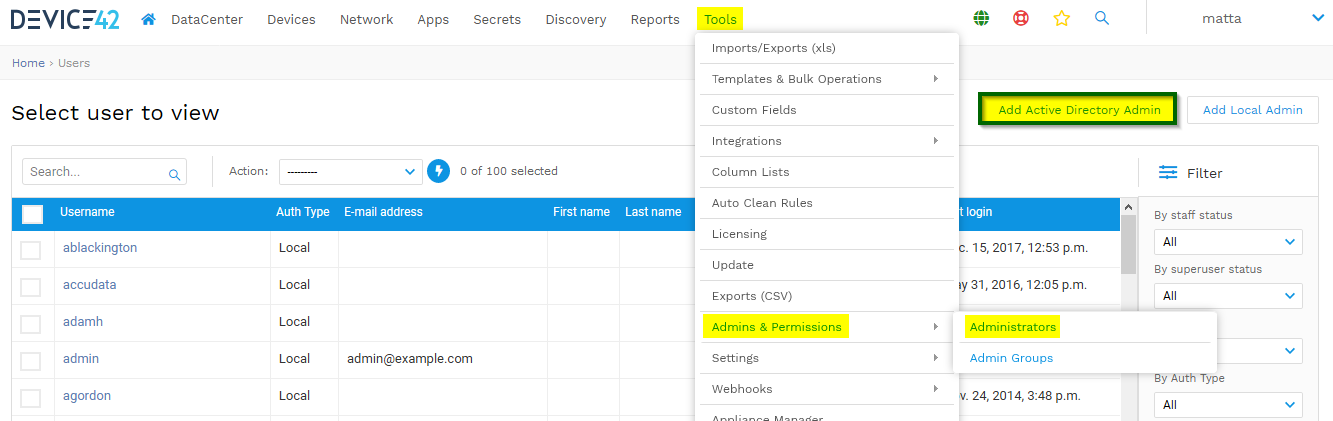 DEVICE42 DataCenter Devices Network Apps Secrets Discovery Reports Tools matta
Home › Users
Select user to view
Add Active Directory Admin Add Local Admin
Search... Action: --------- 0 of 100 selected
Username Auth Type E-mail address First name Last name t login
ablackington Local c. 15, 2017, 12:53 p.m.
accudata Local ay 31, 2016, 12:05 p.m.
adamh Local
admin Local admin@example.com
agordon Local v. 24, 2014, 3:48 p.m.
Imports/Exports (xls)
Templates & Bulk Operations
Custom Fields
Integrations
Column Lists
Auto Clean Rules
Licensing
Update
Exports (CSV)
Admins & Permissions
Settings
Webhooks
Appliance Manager
Administrators
Admin Groups
Filter
By staff status
All
By superuser status
All
By Auth Type
All